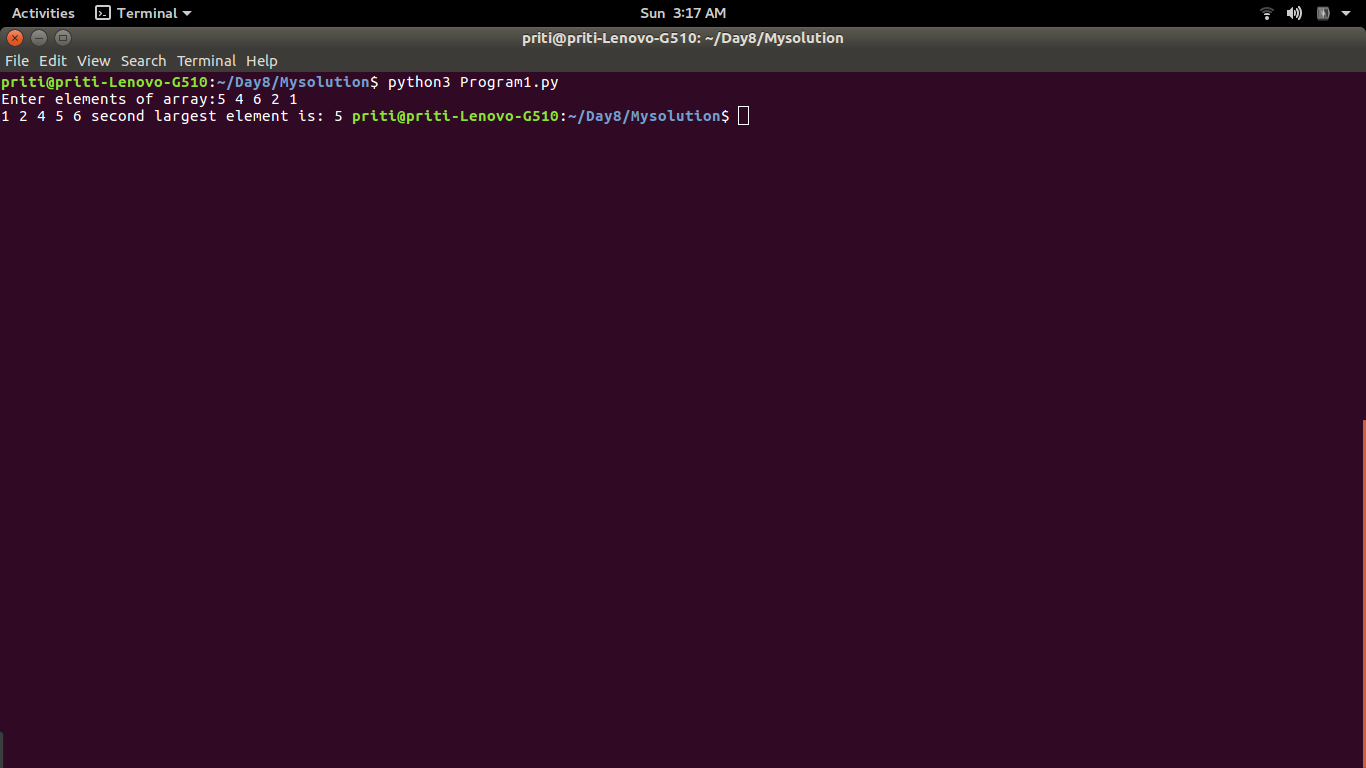 Activities Terminal Sun 3:17 AM
priti@priti-Lenovo-G510: ~/Day8/Mysolution
File Edit View Search Terminal Help
priti@priti-Lenovo-G510:~/Day8/Mysolution$ python3 Program1.py
Enter elements of array:5 4 6 2 1
1 2 4 5 6 second largest element is: 5 priti@priti-Lenovo-G510:~/Day8/Mysolution$